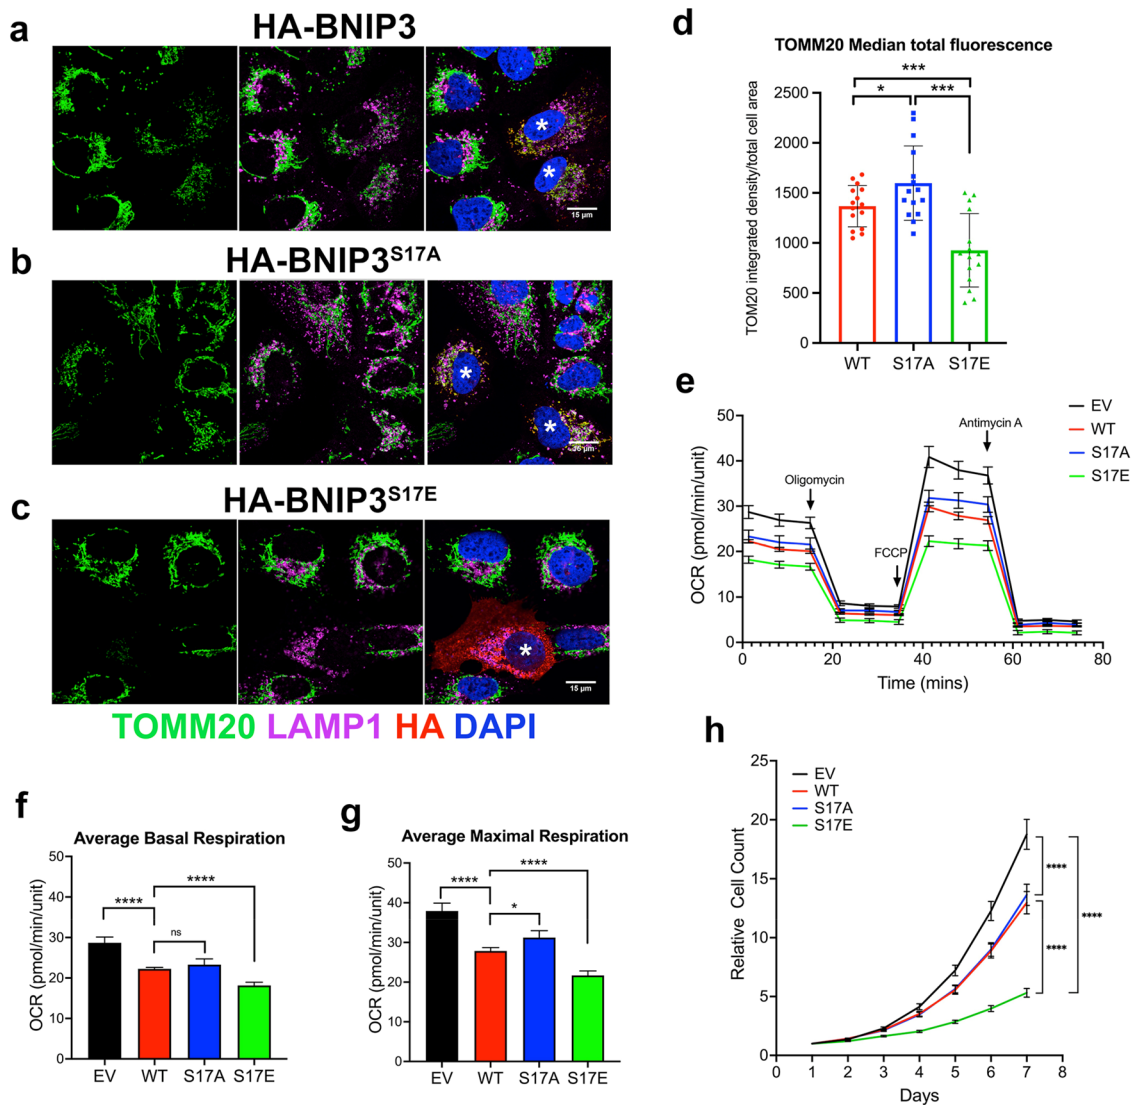 a
HA-BNIP3
*
*
15 µm
b
HA-BNIP3S17A
*
*
c
HA-BNIP3S17E
*
15 µm
TOMM20 LAMP1 HA DAPI
d
TOMM20 Median total fluorescence
***
* ***
TOM20 integrated density/total cell area
2500
2000
1500
1000
500
0
WT S17A S17E
e
EV
WT
S17A
S17E
Antimycin A
Oligomycin
FCCP
OCR (pmol/min/unit)
50
40
30
20
10
0
0 20 40 60 80
Time (mins)
f
Average Basal Respiration
****
****
ns
OCR (pmol/min/unit)
50
40
30
20
10
0
EV WT S17A S17E
g
Average Maximal Respiration
****
****
*
OCR (pmol/min/unit)
50
40
30
20
10
0
EV WT S17A S17E
h
EV
WT
S17A
S17E
****
****
****
Relative Cell Count
25
20
15
10
5
0
0 1 2 3 4 5 6 7 8
Days